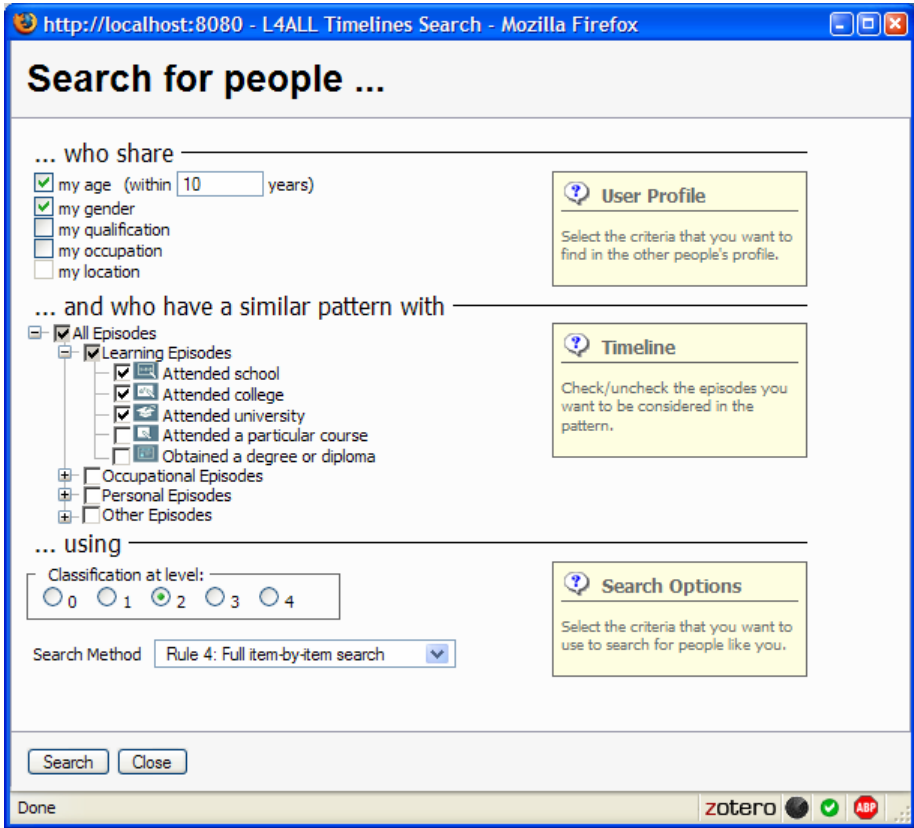 http://localhost:8080 - L4ALL Timelines Search - Mozilla Firefox
Search for people ...
... who share
my age (within 10 years)
my gender
my qualification
my occupation
my location
User Profile
Select the criteria that you want to
find in the other people's profile.
... and who have a similar pattern with
All Episodes
Learning Episodes
Attended school
Attended college
Attended university
Attended a particular course
Obtained a degree or diploma
Occupational Episodes
Personal Episodes
Other Episodes
Timeline
Check/uncheck the episodes you
want to be considered in the
pattern.
... using
Classification at level:
0 1 2 3 4
Search Method Rule 4: Full item-by-item search
Search Options
Select the criteria that you want to
use to search for people like you.
Search Close
Done zotero ABP